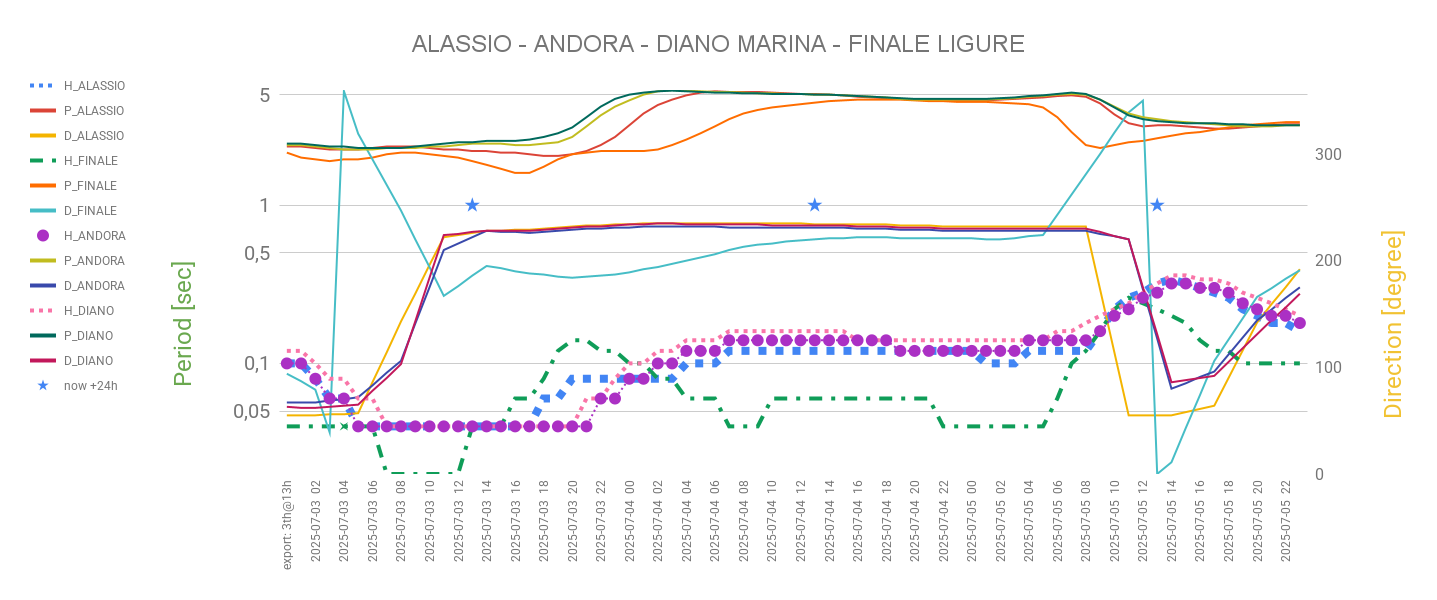 ALASSIO - ANDORA - DIANO MARINA - FINALE LIGURE
H_ALASSIO
P_ALASSIO
D_ALASSIO
H_FINALE
P_FINALE
D_FINALE
H_ANDORA
P_ANDORA
D_ANDORA
H_DIANO
P_DIANO
D_DIANO
now +24h
Period [sec]
5
1
0,5
0,1
0,05
300
200
100
0
Direction [degree]
export: 3th@13h
2025-07-03 02
2025-07-03 04
2025-07-03 06
2025-07-03 08
2025-07-03 10
2025-07-03 12
2025-07-03 14
2025-07-03 16
2025-07-03 18
2025-07-03 20
2025-07-03 22
2025-07-04 00
2025-07-04 02
2025-07-04 04
2025-07-04 06
2025-07-04 08
2025-07-04 10
2025-07-04 12
2025-07-04 14
2025-07-04 16
2025-07-04 18
2025-07-04 20
2025-07-04 22
2025-07-05 00
2025-07-05 02
2025-07-05 04
2025-07-05 06
2025-07-05 08
2025-07-05 10
2025-07-05 12
2025-07-05 14
2025-07-05 16
2025-07-05 18
2025-07-05 20
2025-07-05 22